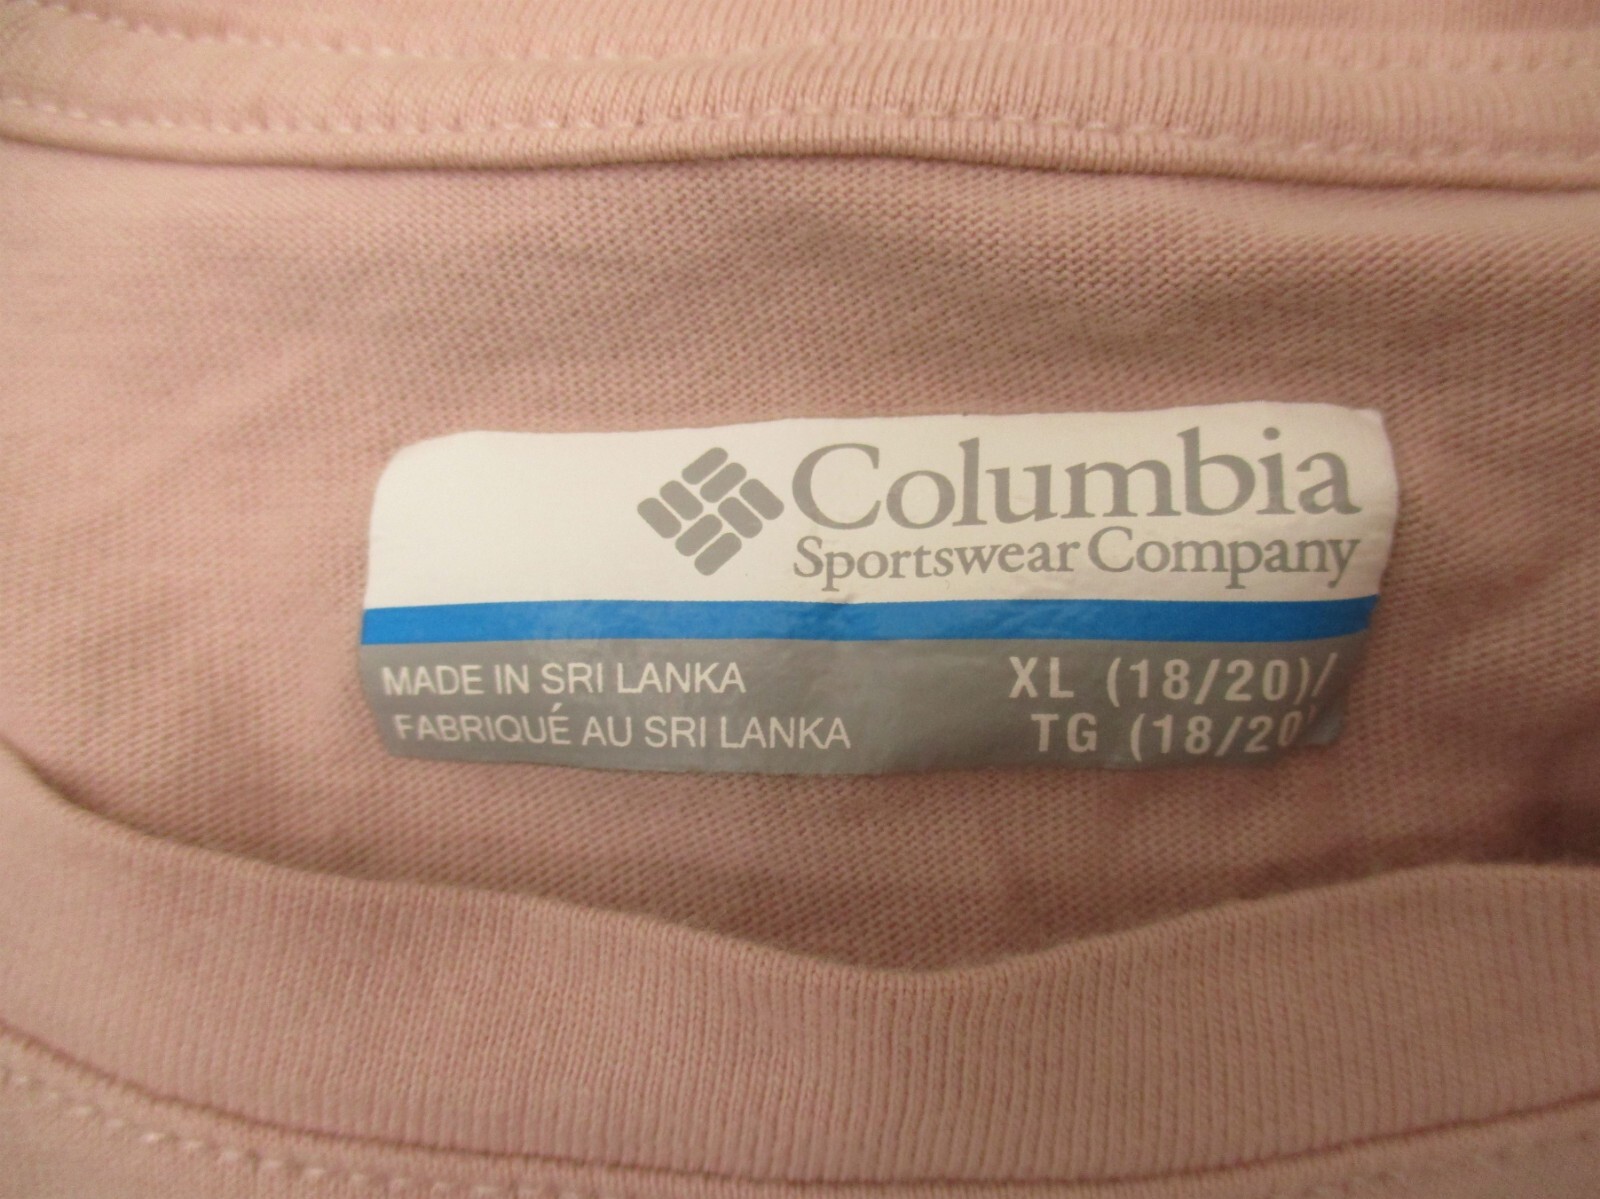 Columbia
Sportswear Company
MADE IN SRI LANKA
FABRIQUÉ AU SRI LANKA
XL (18/20)/
TG (18/20)